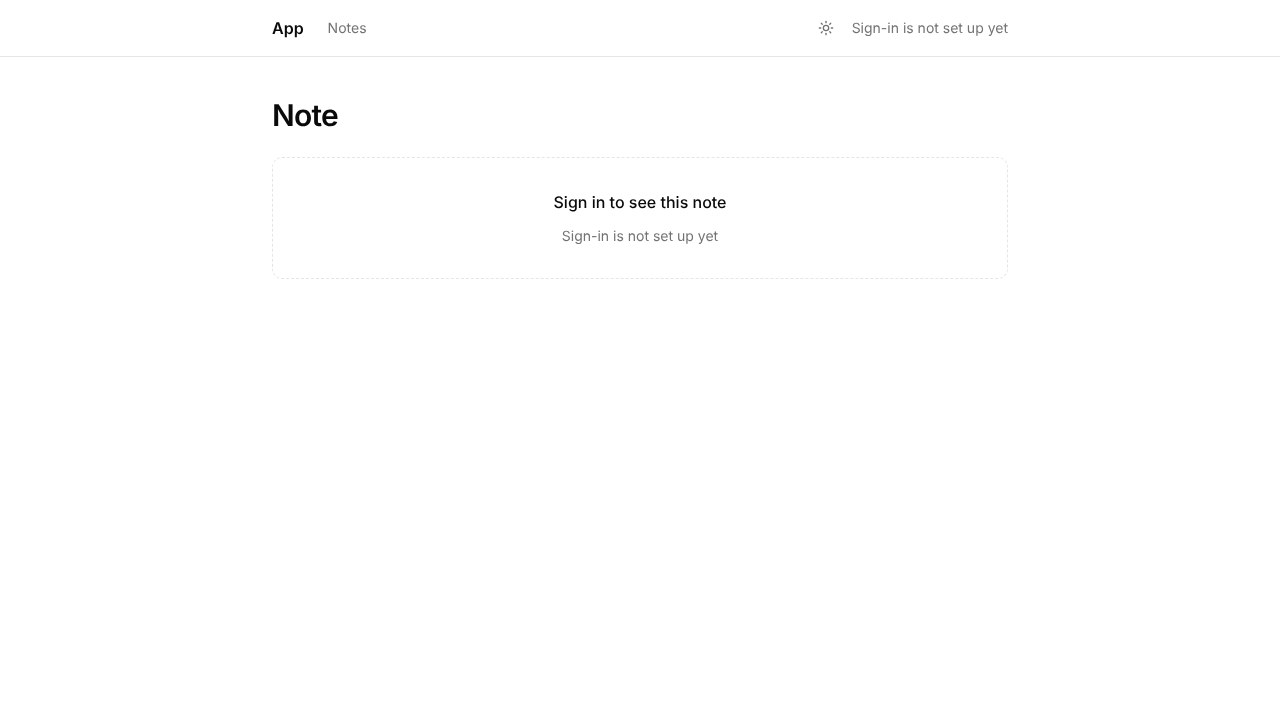 App Notes Sign-in is not set up yet
Note
Sign in to see this note
Sign-in is not set up yet